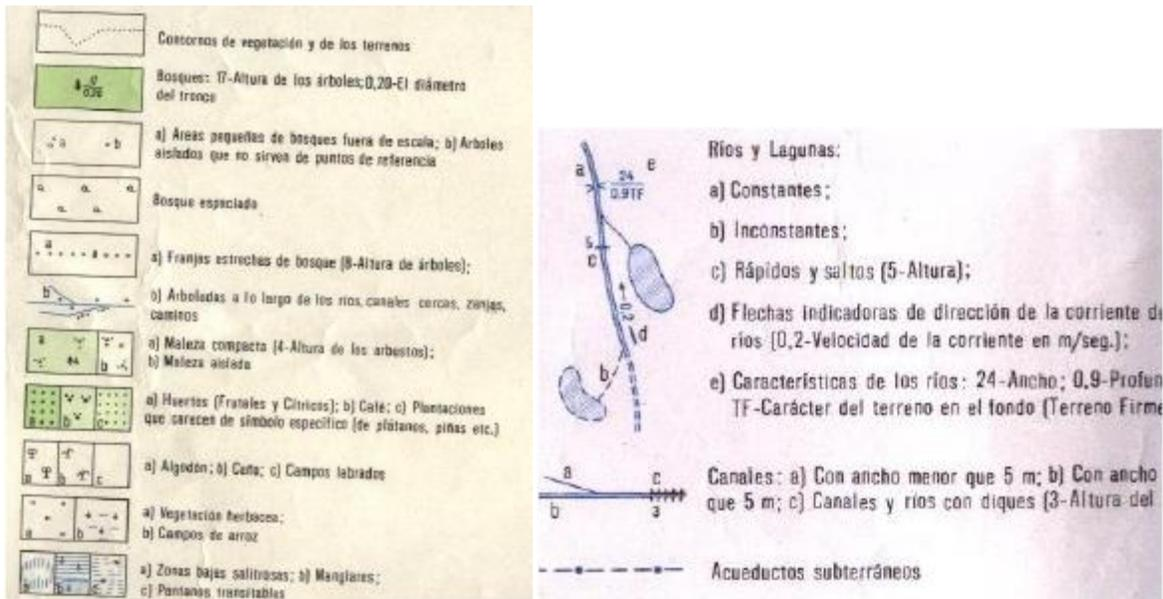 Contornos de vegetación y de los terrenos
17
0,20
Bosques: 17-Altura de los árboles; 0,20-El diámetro
del tronco
a
b
a) Areas pequeñas de bosques fuera de escala; b) Arboles
aislados que no sirven de puntos de referencia
Bosque espaciado
a
a) Franjas estrechas de bosque (8-Altura de árboles);
b
b) Arboledas a lo largo de los ríos, canales cercas, zanjas,
caminos
a
4
b
a) Maleza compacta (4-Altura de los arbustos);
b) Maleza aislada
a
b
c
a) Huertos (Frutales y Cítricos); b) Café; c) Plantaciones
que carecen de símbolo específico (de plátanos, piñas etc.)
a
b
c
a) Algodón; b) Caña; c) Campos labrados
a
b
a) Vegetación herbacea;
b) Campos de arroz
a) Zonas bajas salitrosas; b) Manglares;
c) Pantanos transitables
a
24
0.9TF
e
5
c
0,2
d
b
Ríos y Lagunas:
a) Constantes;
b) Inconstantes;
c) Rápidos y saltos (5-Altura);
d) Flechas indicadoras de dirección de la corriente de
ríos (0,2-Velocidad de la corriente en m/seg.);
e) Características de los ríos: 24-Ancho; 0.9-Profun
TF-Carácter del terreno en el fondo (Terreno Firme
a
c
b
3
Canales: a) Con ancho menor que 5 m; b) Con ancho
que 5 m; c) Canales y ríos con diques (3-Altura del
Acueductos subterráneos